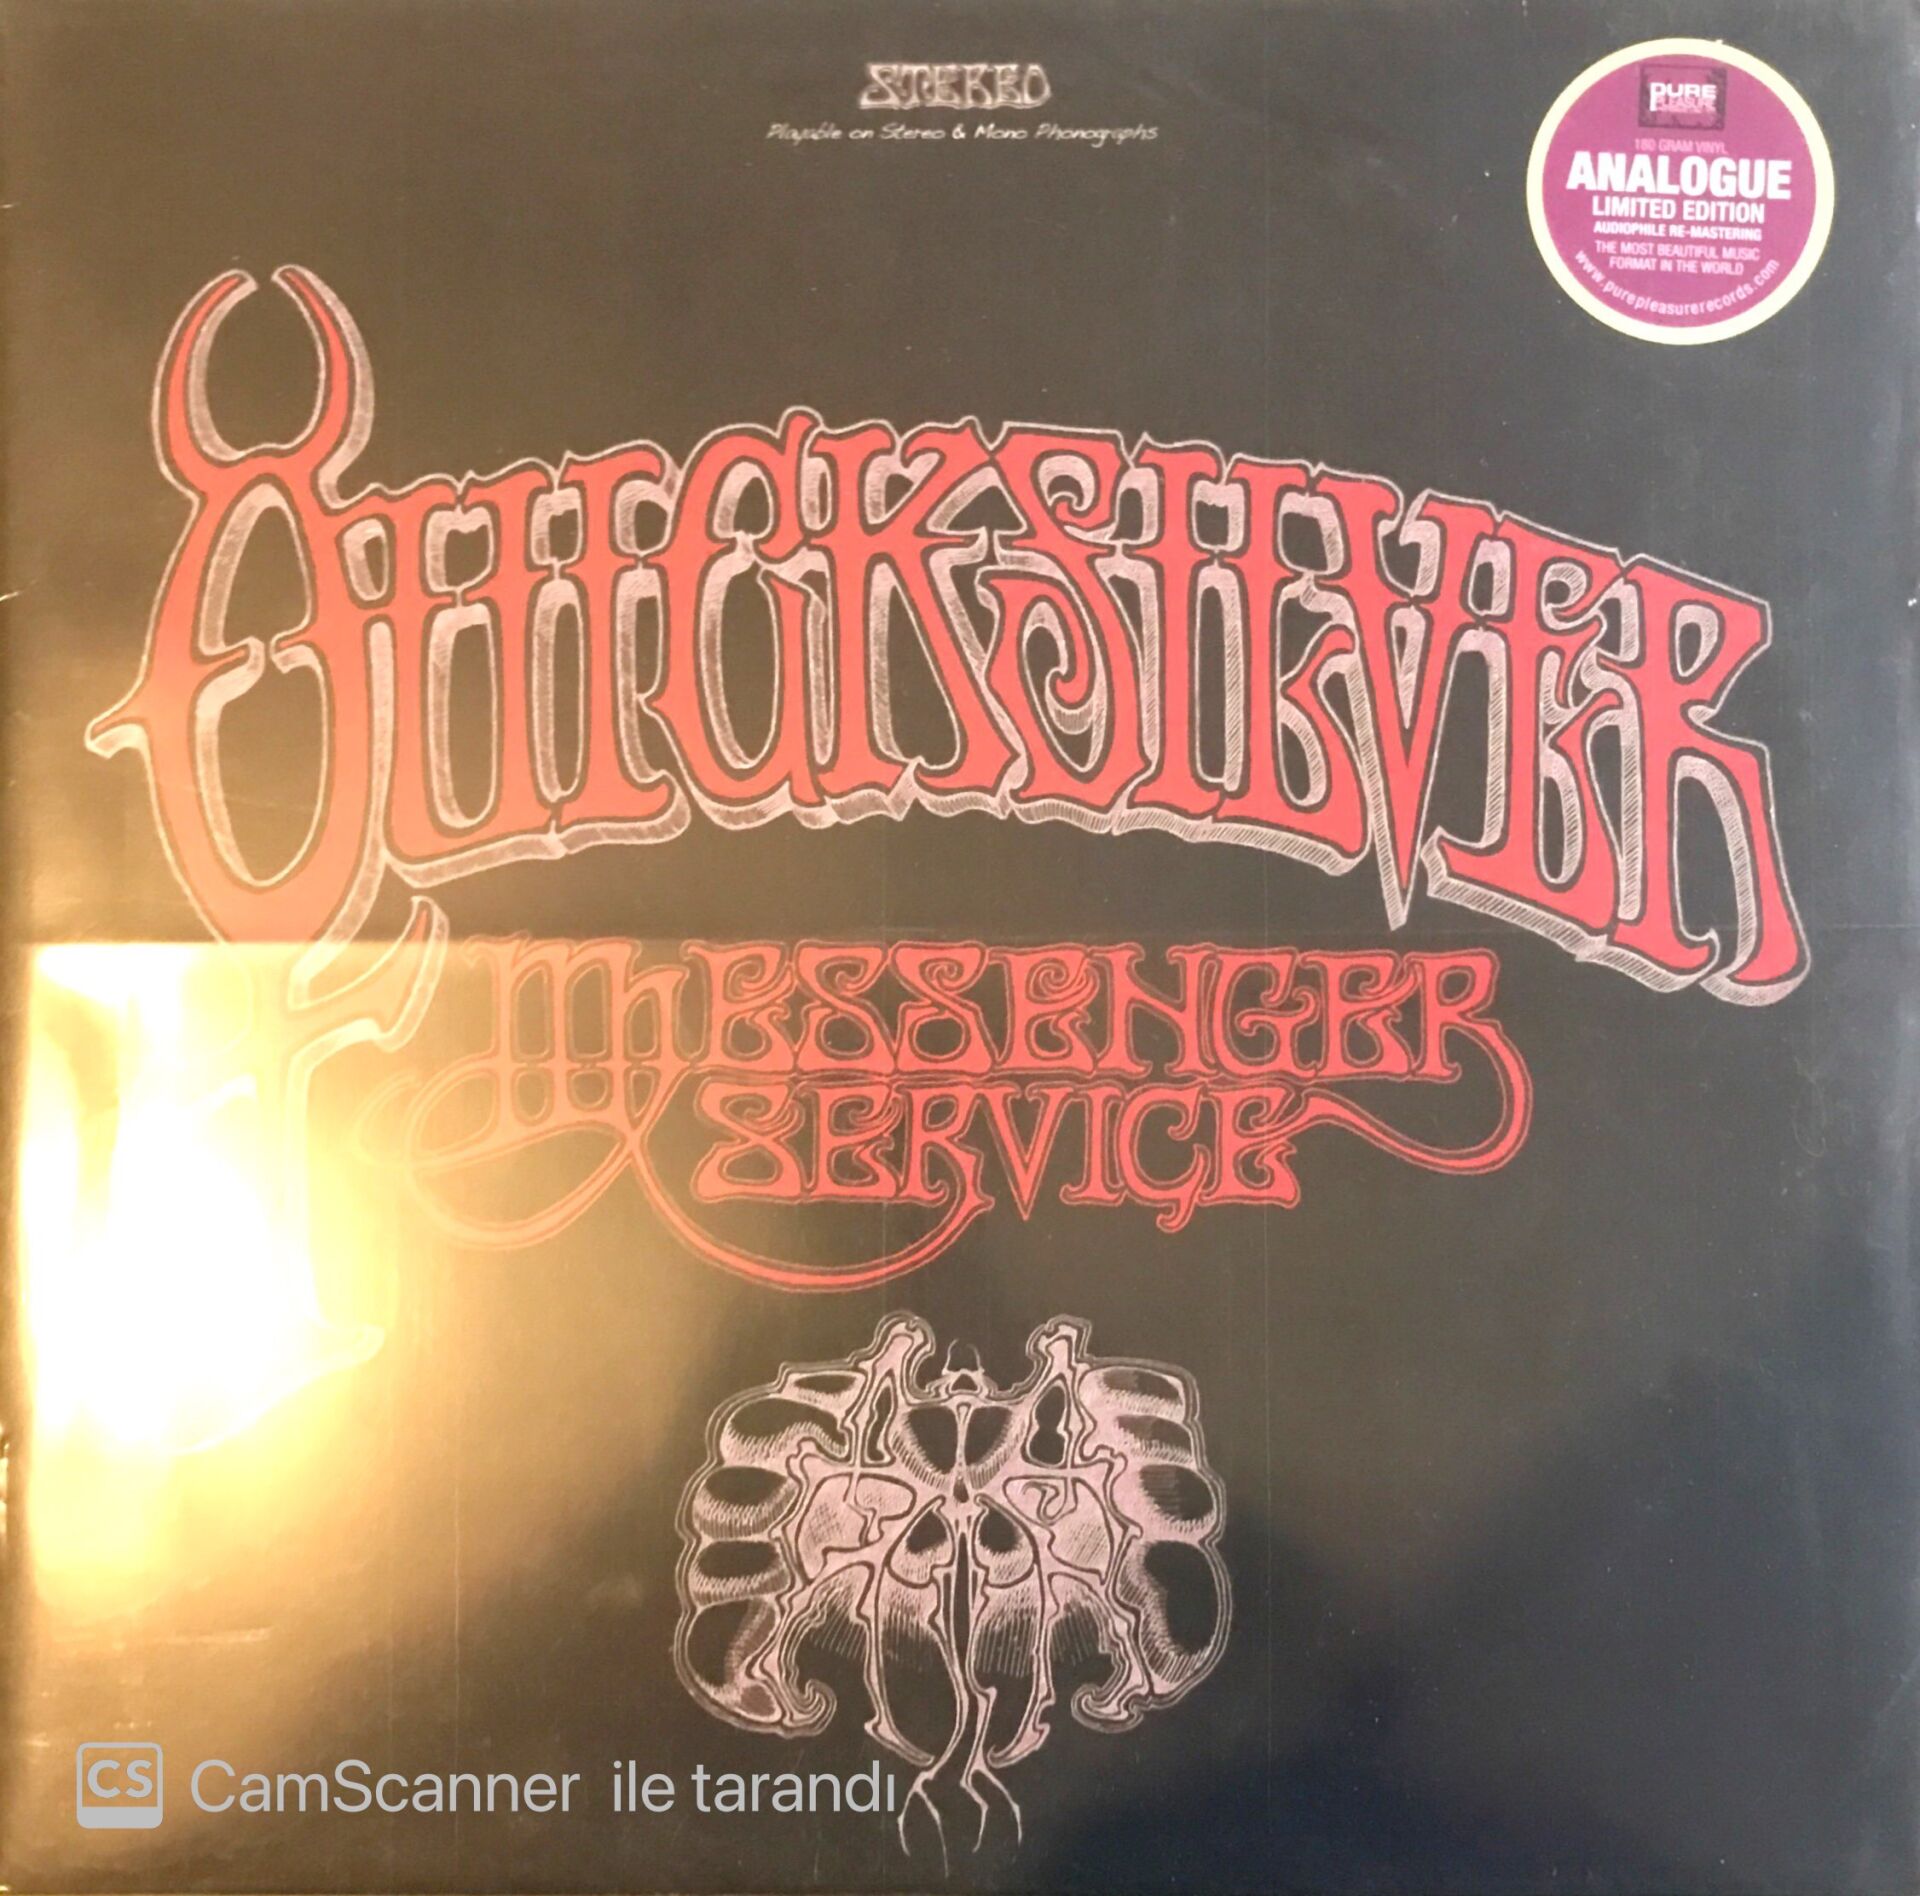 STEREO
Playable on Stereo & Mono Phonographs
PURE
PLEASURE
180 GRAM VINYL
ANALOGUE
LIMITED EDITION
AUDIOPHILE RE-MASTERING
THE MOST BEAUTIFUL MUSIC
FORMAT IN THE WORLD
www.purepleasurerecords.com
QUICKSILVER
MESSENGER
SERVICE
CS CamScanner ile tarandı